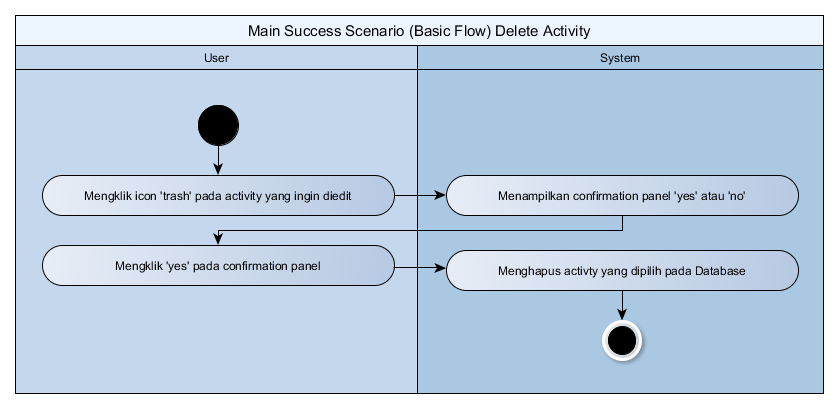 Main Success Scenario (Basic Flow) Delete Activity
User
System
Mengklik icon 'trash' pada activity yang ingin diedit
Menampilkan confirmation panel 'yes' atau 'no'
Mengklik 'yes' pada confirmation panel
Menghapus activty yang dipilih pada Database